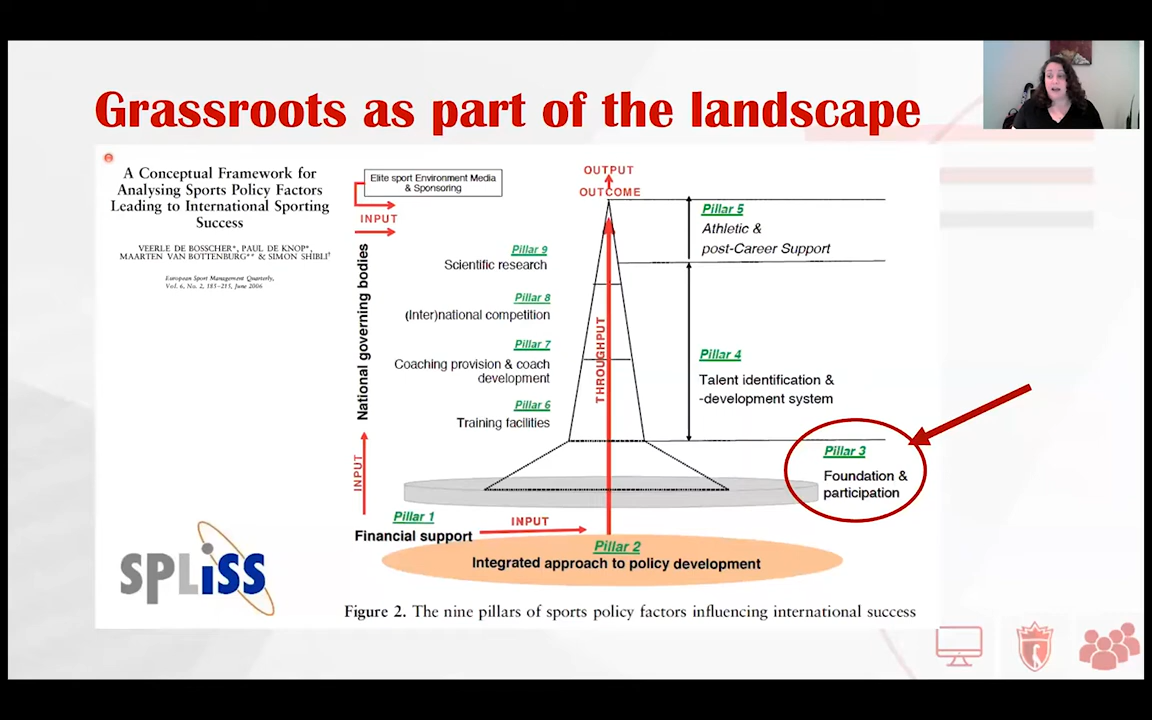 Grassroots as part of the landscape
A Conceptual Framework for
Analysing Sports Policy Factors
Leading to International Sporting
Success
VEERLE DE BOSSCHER*, PAUL DE KNOP*,
MAARTEN VAN BOTTENBURG** & SIMON SHIBLI†
European Sport Management Quarterly,
Vol. 6, No. 2, 185-215, June 2006
Elite sport Environment Media
& Sponsoring
INPUT
National governing bodies
INPUT
OUTPUT
OUTCOME
THROUGHPUT
Pillar 9
Scientific research
Pillar 8
(Inter)national competition
Pillar 7
Coaching provision & coach
development
Pillar 6
Training facilities
Pillar 5
Athletic &
post-Career Support
Pillar 4
Talent identification &
-development system
Pillar 3
Foundation &
participation
Pillar 1
Financial support
INPUT
Pillar 2
Integrated approach to policy development
SPLiSS
Figure 2. The nine pillars of sports policy factors influencing international success